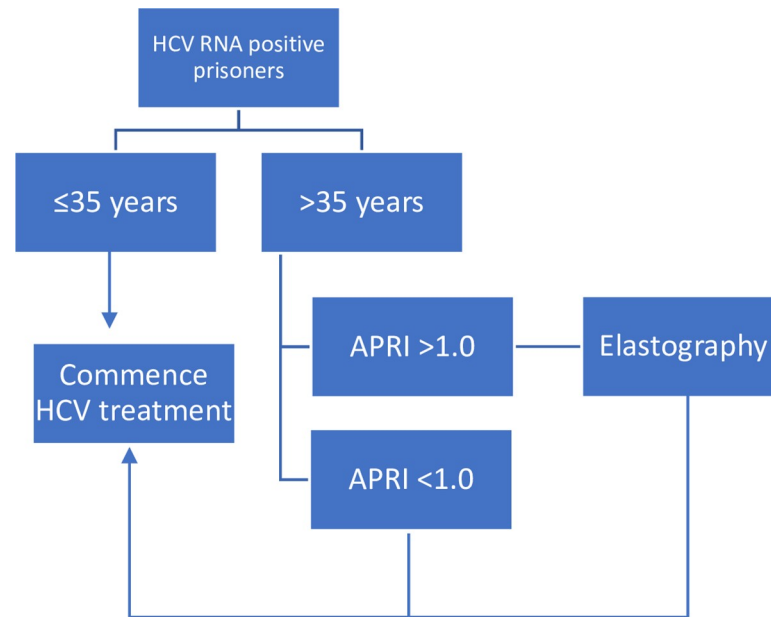 HCV RNA positive
prisoners
≤35 years
>35 years
APRI >1.0
Elastography
Commence
HCV treatment
APRI <1.0